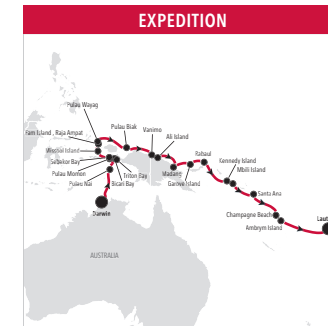 EXPEDITION
Pulau Wayag
Fam Island, Raja Ampat
Pulau Biak
Vanimo
Ali Island
Misool Island
Sebakor Bay
Pulau Momon
Pulau Nai
Bicari Bay
Triton Bay
Madang
Garove Island
Rabaul
Kennedy Island
Mbili Island
Santa Ana
Champagne Beach
Ambrym Island
Darwin
AUSTRALIA